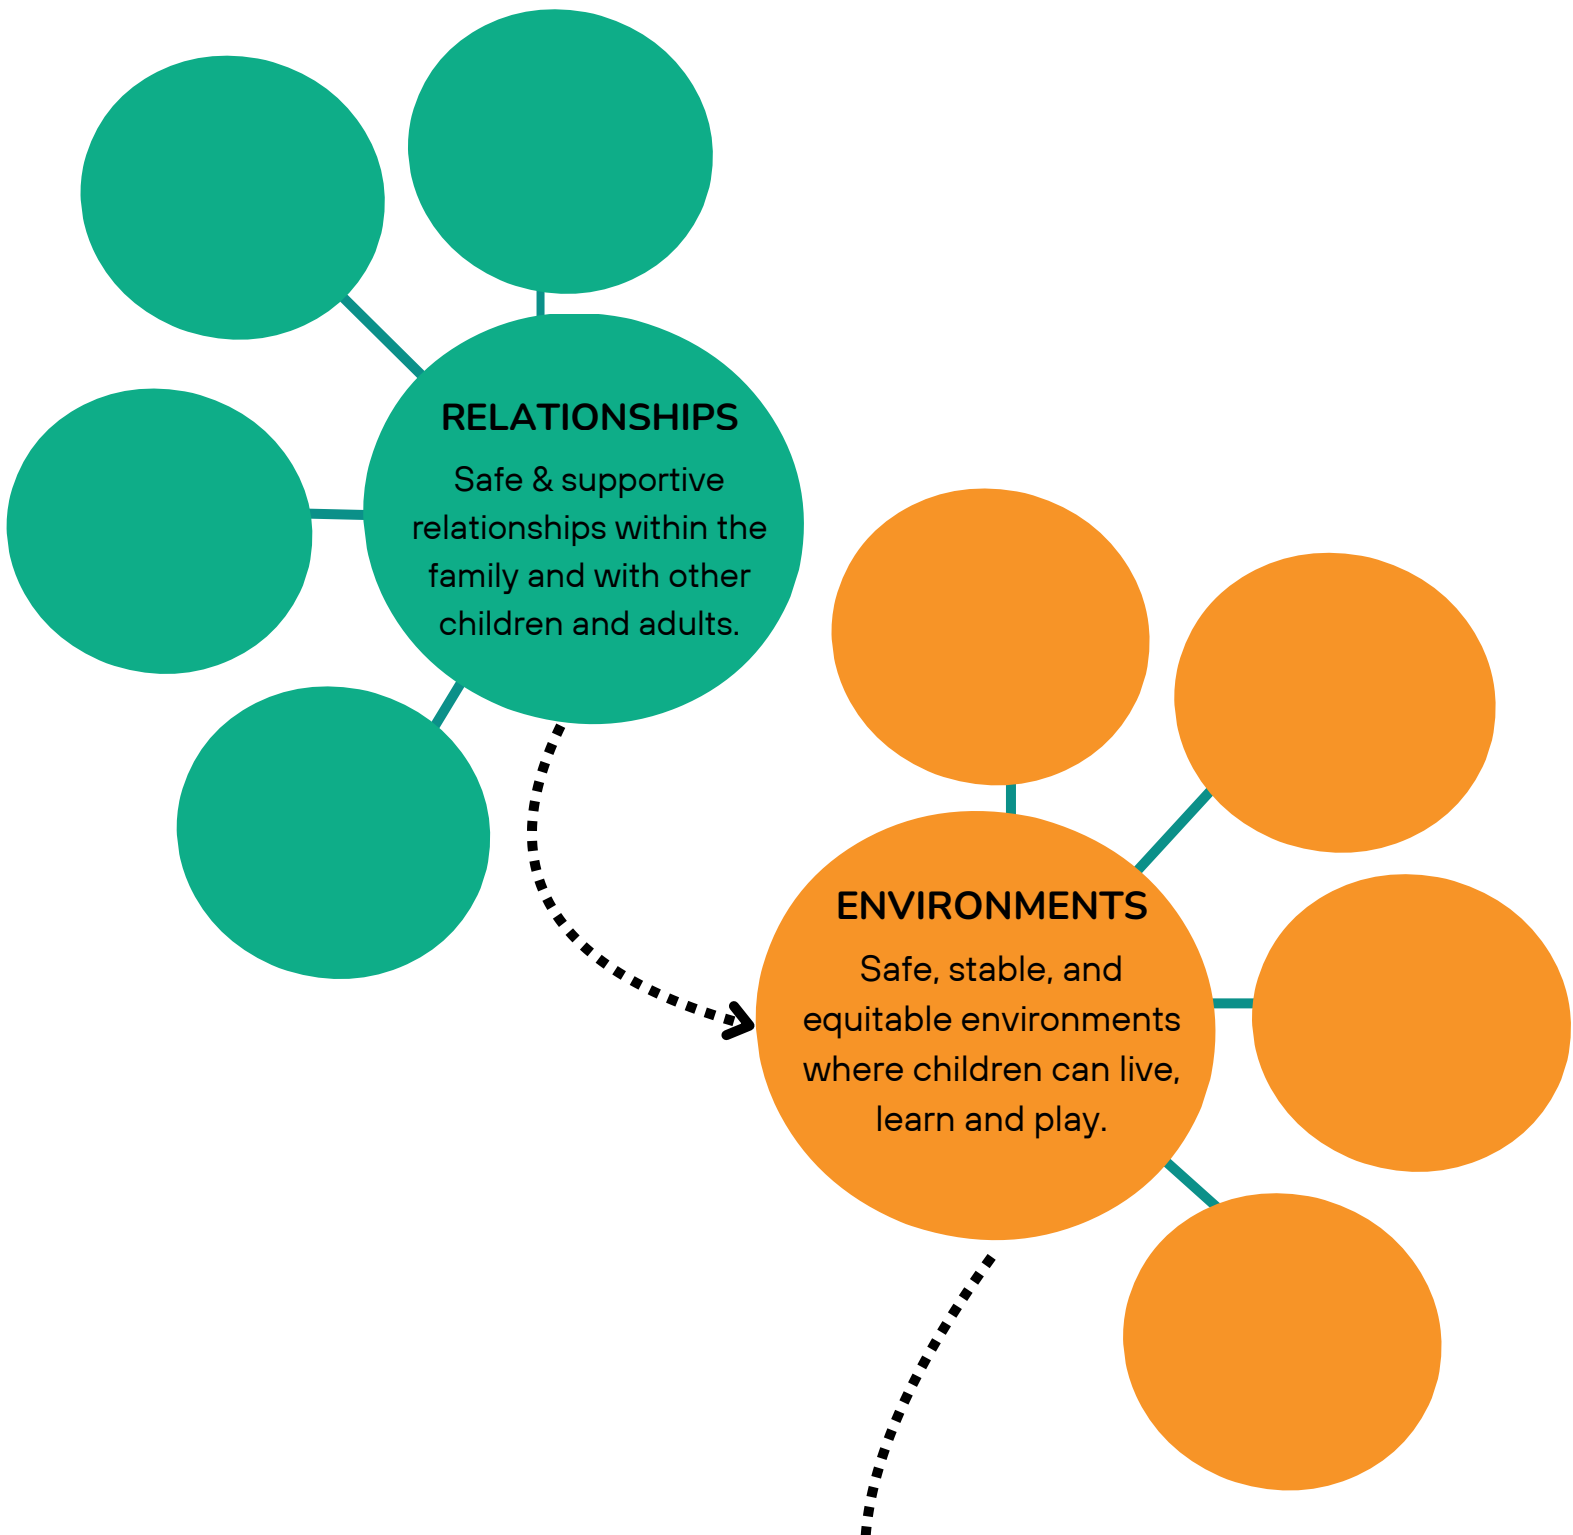 RELATIONSHIPS
Safe & supportive
relationships within the
family and with other
children and adults.
ENVIRONMENTS
Safe, stable, and
equitable environments
where children can live,
learn and play.